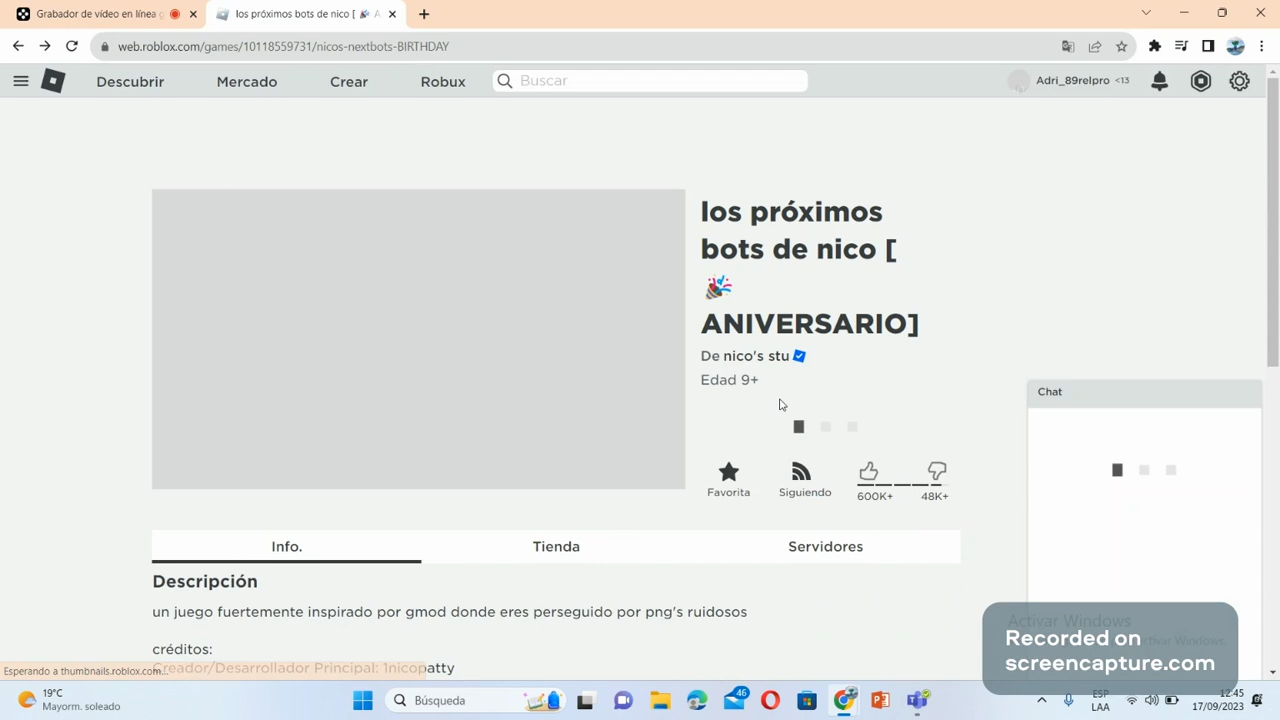 Grabador de vídeo en línea g
los próximos bots de nico [ 🎉 A
web.roblox.com/games/10118559731/nicos-nextbots-BIRTHDAY
Descubrir Mercado Crear Robux Buscar Adri_89relpro <13
los próximos
bots de nico [
🎉
ANIVERSARIO]
De nico's stu
Edad 9+
Favorita Siguiendo 600K+ 48K+
Chat
Info. Tienda Servidores
Descripción
un juego fuertemente inspirado por gmod donde eres perseguido por png's ruidosos
créditos:
Creador/Desarrollador Principal: 1nicopatty
Esperando a thumbnails.roblox.com...
Activar Windows
Activar Windows.
Recorded on
screencapture.com
19°C
Mayorm. soleado
Búsqueda
46
ESP
LAA
12:45
17/09/2023